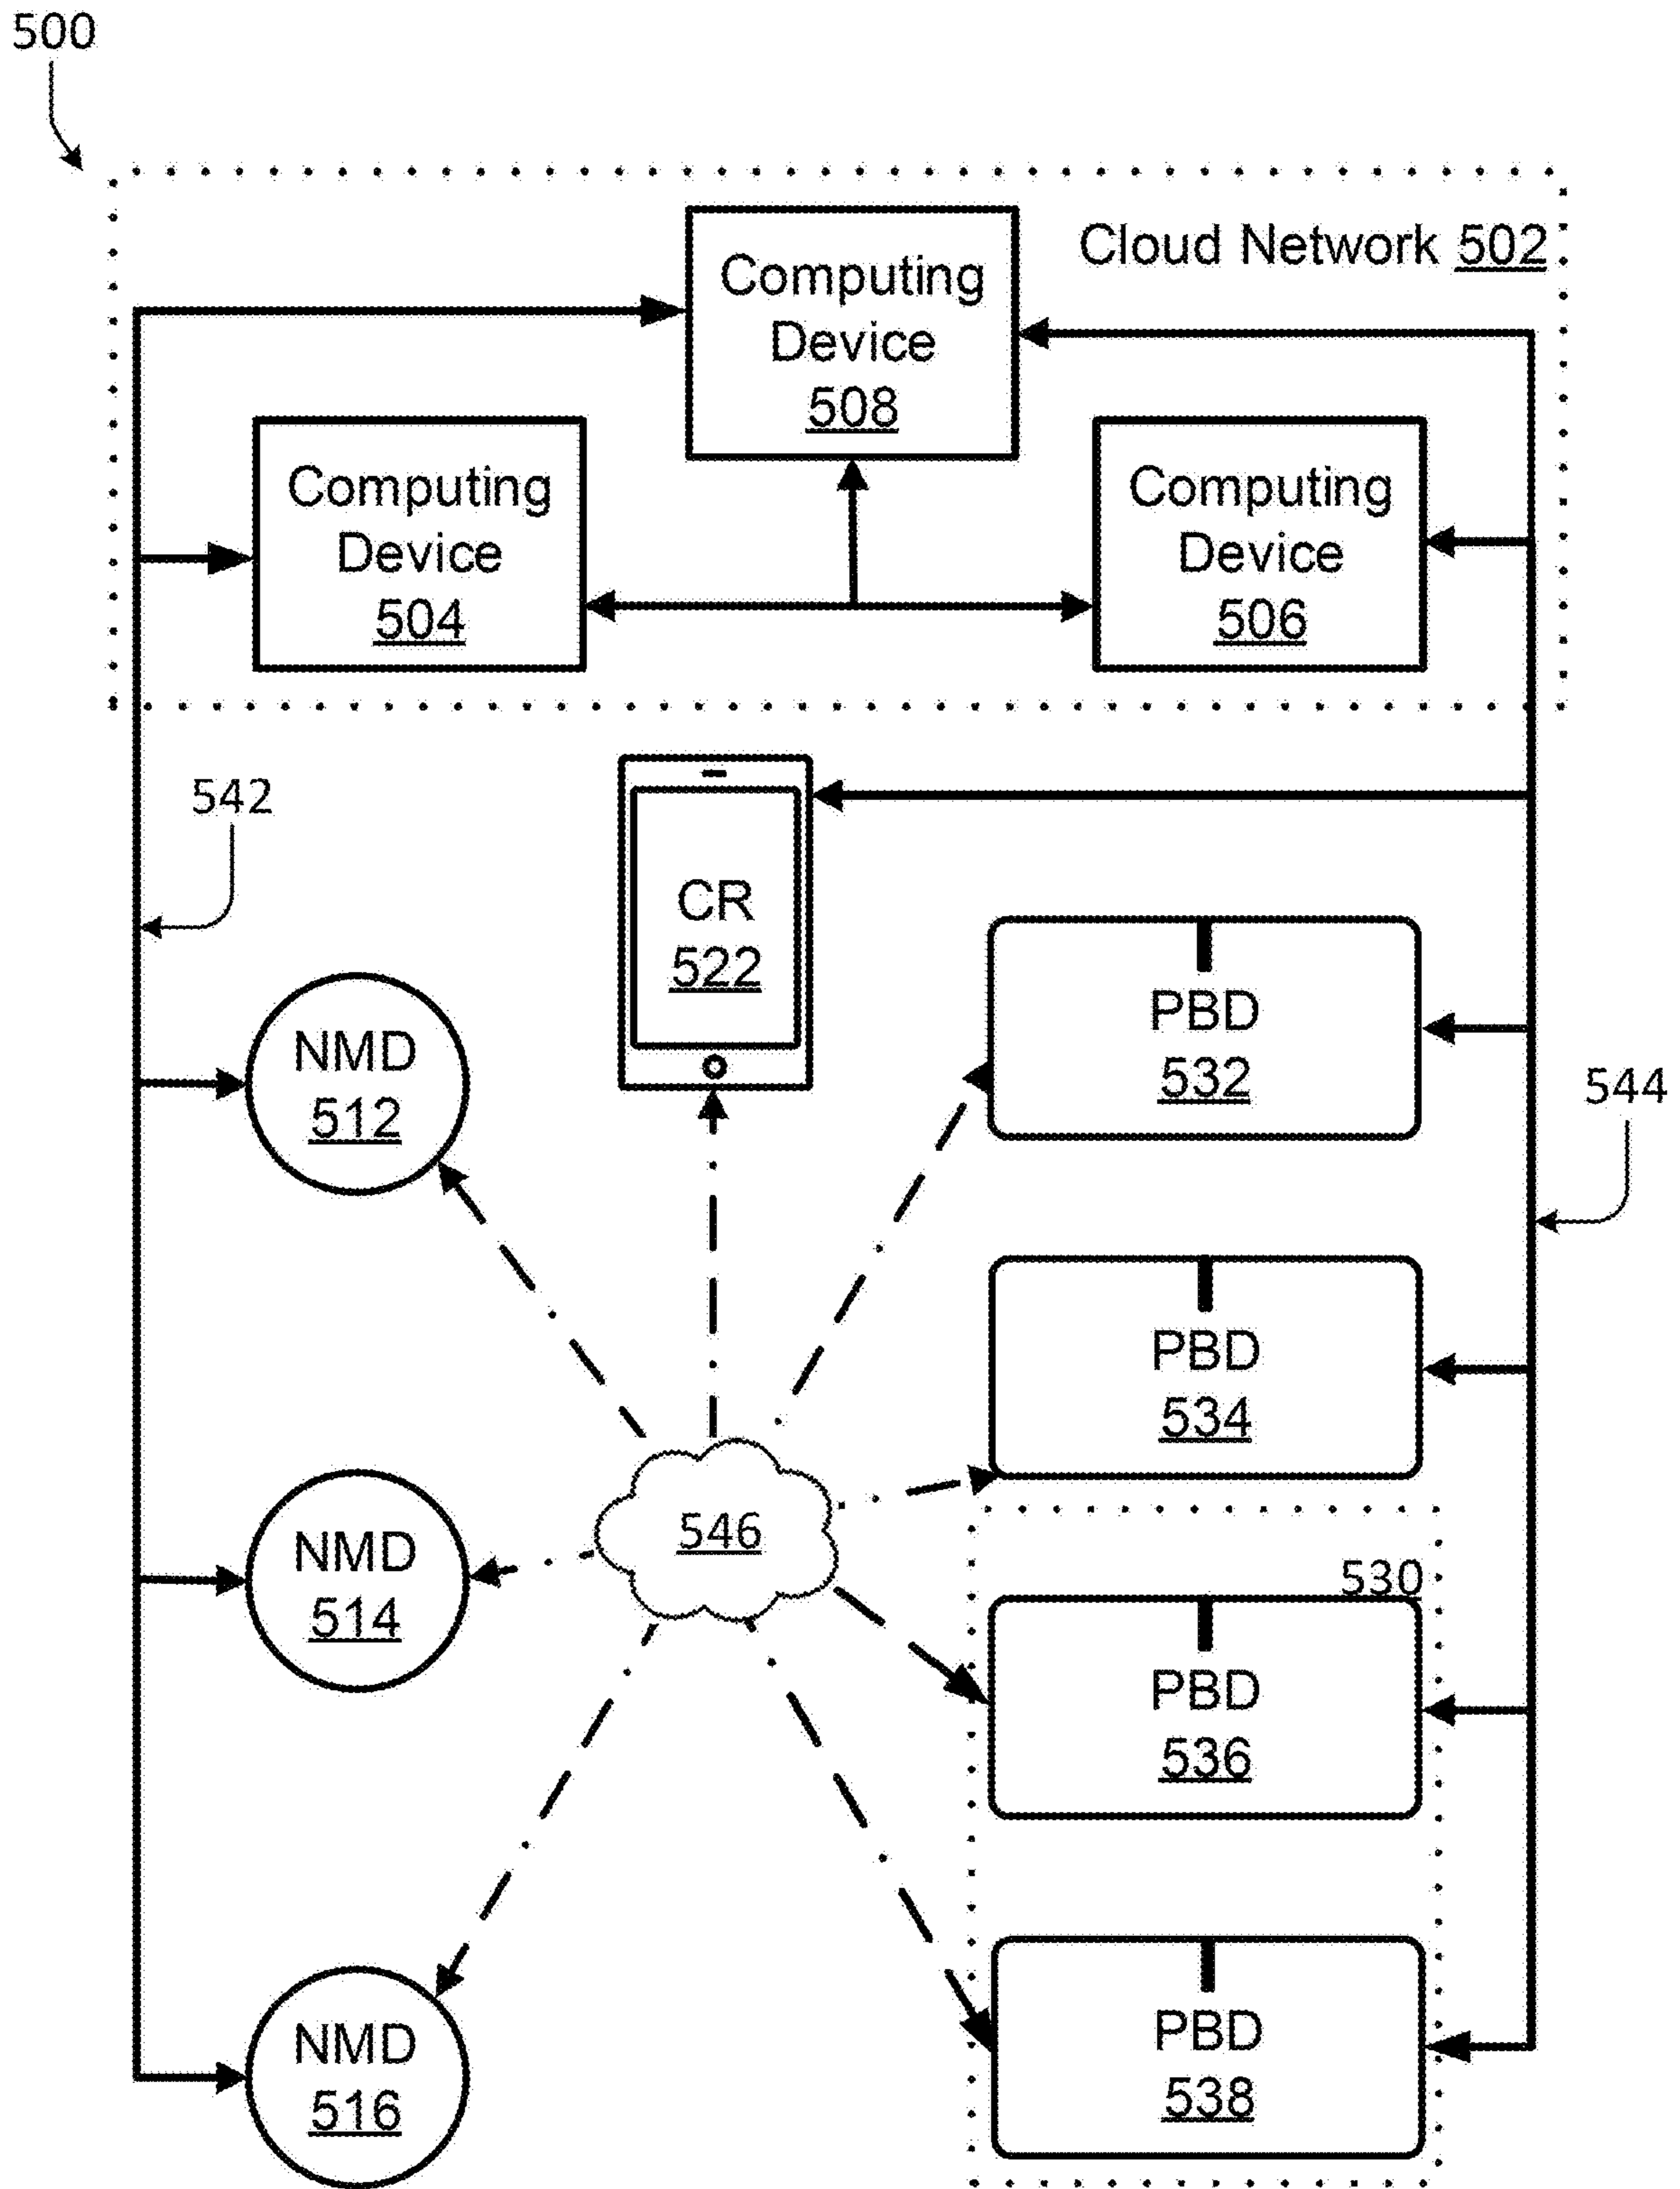 500
Cloud Network 502
Computing
Device
508
Computing
Device
504
Computing
Device
506
542
CR
522
NMD
512
PBD
532
544
PBD
534
546
NMD
514
530
PBD
536
NMD
516
PBD
538